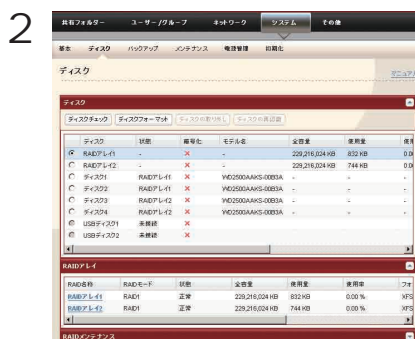 2
共有フォルダー ユーザー/グループ ネットワーク システム その他
基本 ディスク バックアップ メンテナンス 電源管理 初期化
ディスク
マニュアル
ディスク
ディスクチェック ディスクフォーマット ディスクの取り外し ディスクの再認識
ディスク 状態 暗号化 モデル名 全容量 使用量 使用
RAIDアレイ1 - × - 229,216,024 KB 832 KB 0.0
RAIDアレイ2 - × - 229,216,024 KB 744 KB 0.0
ディスク1 RAIDアレイ1 × WD2500AAKS-00B3A - -
ディスク2 RAIDアレイ1 × WD2500AAKS-00B3A - -
ディスク3 RAIDアレイ2 × WD2500AAKS-00B3A - -
ディスク4 RAIDアレイ2 × WD2500AAKS-00B3A - -
USBディスク1 未接続 ×
USBディスク2 未接続 ×
RAIDアレイ
RAID名称 RAIDモード 状態 全容量 使用量 使用率 フォ
RAIDアレイ1 RAID1 正常 229,216,024 KB 832 KB 0.00 % XFS
RAIDアレイ2 RAID1 正常 229,216,024 KB 744 KB 0.00 % XFS
RAIDメンテナンス